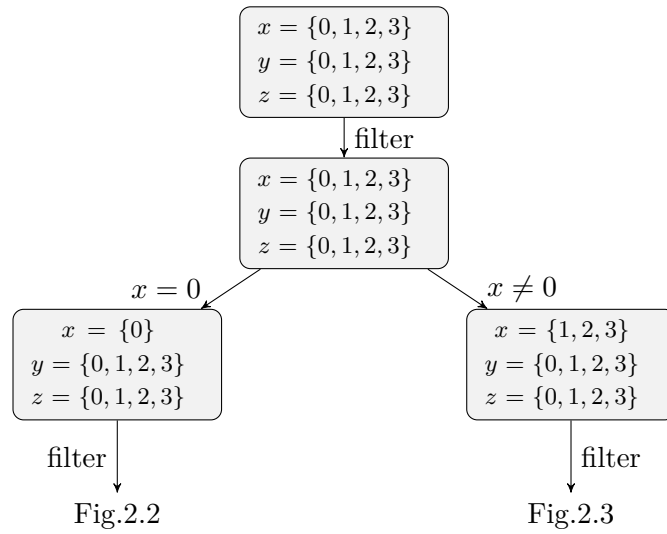 x = {0, 1, 2, 3}
y = {0, 1, 2, 3}
z = {0, 1, 2, 3}
filter
x = {0, 1, 2, 3}
y = {0, 1, 2, 3}
z = {0, 1, 2, 3}
x = 0
x ≠ 0
x = {0}
y = {0, 1, 2, 3}
z = {0, 1, 2, 3}
x = {1, 2, 3}
y = {0, 1, 2, 3}
z = {0, 1, 2, 3}
filter
filter
Fig.2.2
Fig.2.3